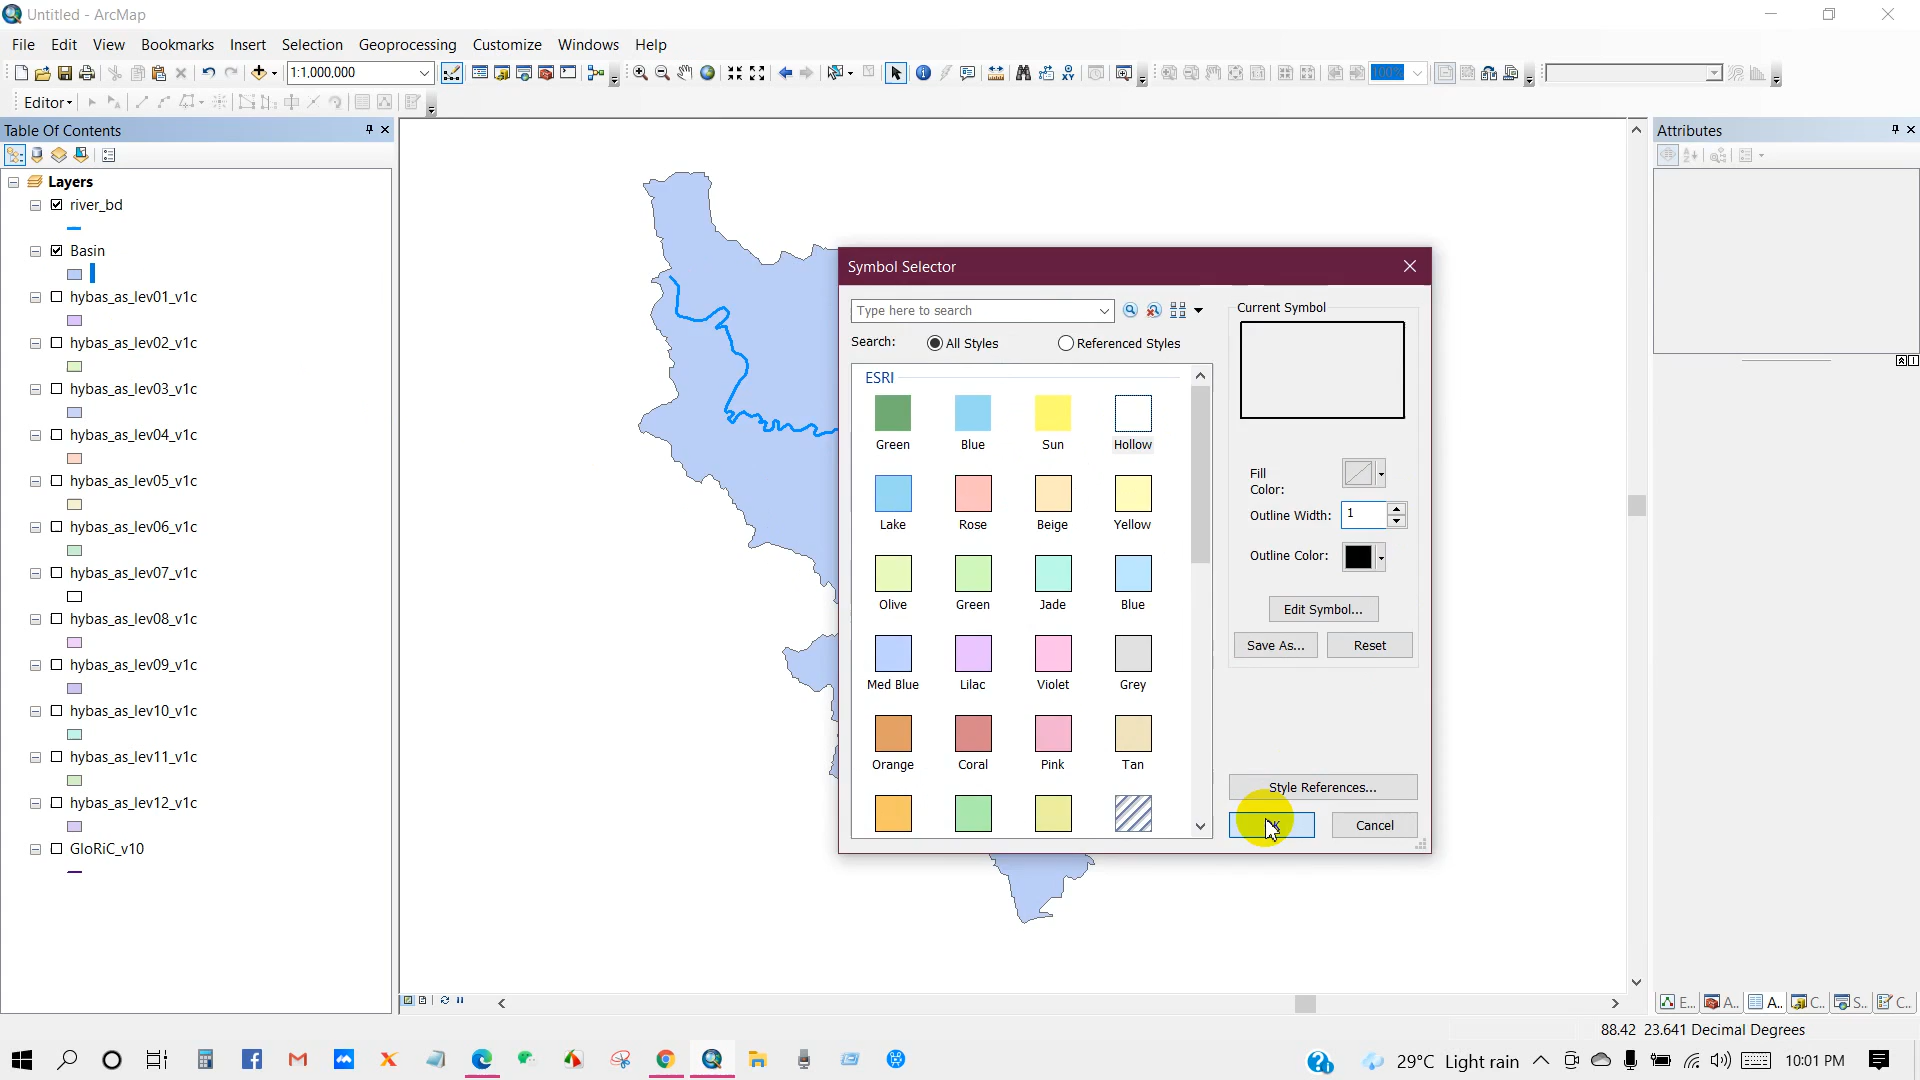 Untitled - ArcMap
File Edit View Bookmarks Insert Selection Geoprocessing Customize Windows Help
1:1,000,000
100%
Editor
Table Of Contents
Layers
river_bd
Basin
hybas_as_lev01_v1c
hybas_as_lev02_v1c
hybas_as_lev03_v1c
hybas_as_lev04_v1c
hybas_as_lev05_v1c
hybas_as_lev06_v1c
hybas_as_lev07_v1c
hybas_as_lev08_v1c
hybas_as_lev09_v1c
hybas_as_lev10_v1c
hybas_as_lev11_v1c
hybas_as_lev12_v1c
GloRiC_v10
Symbol Selector
Type here to search
Search: All Styles Referenced Styles
ESRI
Green Blue Sun Hollow
Lake Rose Beige Yellow
Olive Green Jade Blue
Med Blue Lilac Violet Grey
Orange Coral Pink Tan
Current Symbol
Fill
Color:
Outline Width: 1
Outline Color:
Edit Symbol...
Save As... Reset
Style References...
Cancel
Attributes
E... A.. A.. C.. S.. C..
88.42 23.641 Decimal Degrees
29°C Light rain 10:01 PM